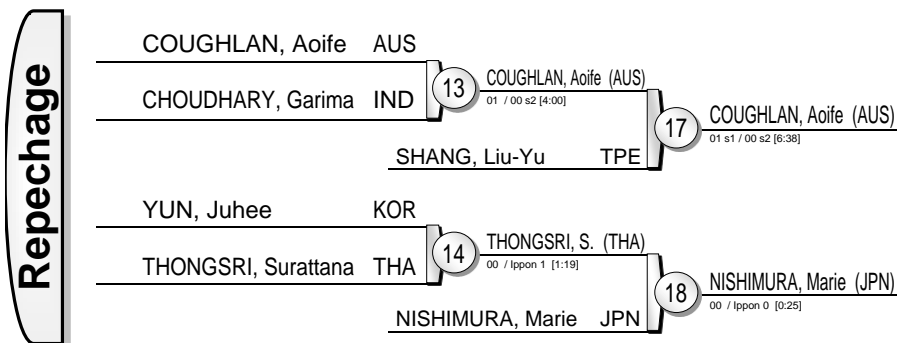 Repechage
COUGHLAN, Aoife AUS
CHOUDHARY, Garima IND
13
COUGHLAN, Aoife (AUS)
01 / 00 s2 [4:00]
SHANG, Liu-Yu TPE
17
COUGHLAN, Aoife (AUS)
01 s1 / 00 s2 [6:38]
YUN, Juhee KOR
THONGSRI, Surattana THA
14
THONGSRI, S. (THA)
00 / Ippon 1 [1:19]
NISHIMURA, Marie JPN
18
NISHIMURA, Marie (JPN)
00 / Ippon 0 [0:25]